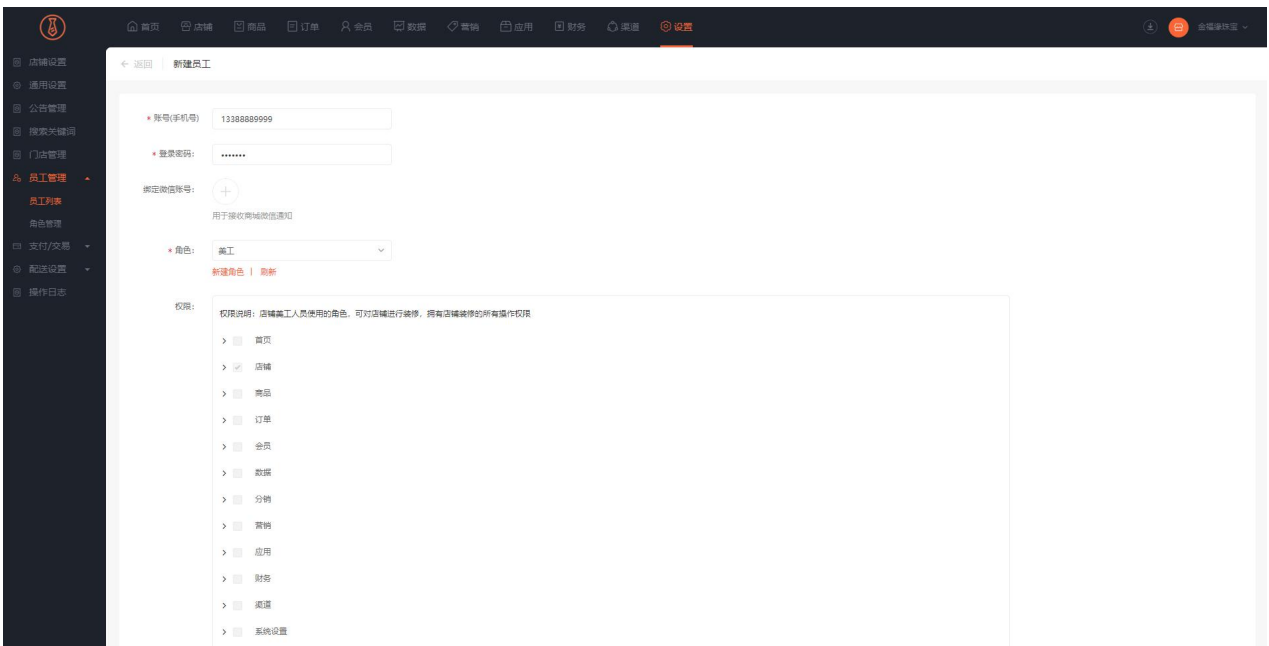 首页 店铺 商品 订单 会员 数据 营销 应用 财务 渠道 设置 金福缘珠宝
店铺设置
通用设置
公告管理
搜索关键词
门店管理
员工管理
员工列表
角色管理
支付/交易
配送设置
操作日志
← 返回 新建员工
* 账号(手机号) 13388889999
* 登录密码: •••••••
绑定微信账号:
用于接收商城微信通知
* 角色: 美工
新建角色 | 刷新
权限:
权限说明:店铺美工人员使用的角色,可对店铺进行装修,拥有店铺装修的所有操作权限
首页
店铺
商品
订单
会员
数据
分销
营销
应用
财务
渠道
系统设置